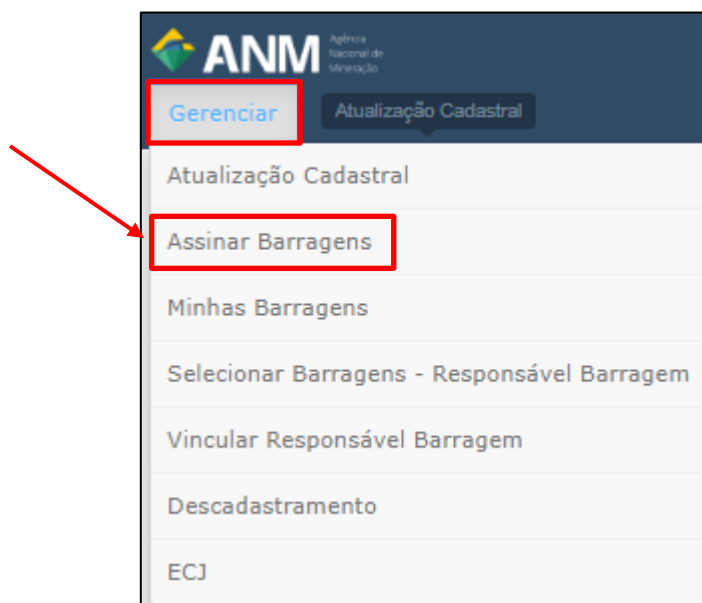 ANM
Agência
Nacional de
Mineração
Gerenciar
Atualização Cadastral
Atualização Cadastral
Assinar Barragens
Minhas Barragens
Selecionar Barragens - Responsável Barragem
Vincular Responsável Barragem
Descadastramento
ECJ